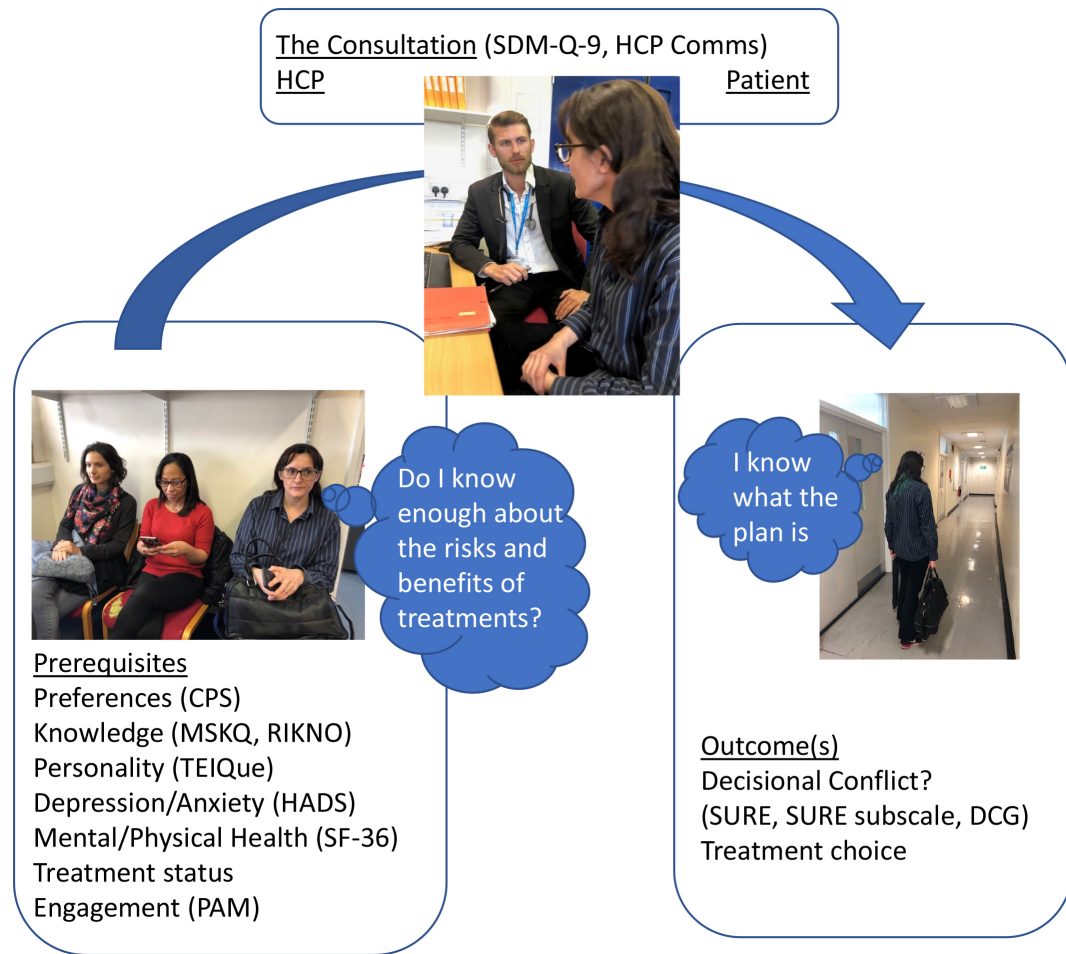 The Consultation (SDM-Q-9, HCP Comms)
HCP Patient
Do I know
enough about
the risks and
benefits of
treatments?
I know
what the
plan is
Prerequisites
Preferences (CPS)
Knowledge (MSKQ, RIKNO)
Personality (TEIQue)
Depression/Anxiety (HADS)
Mental/Physical Health (SF-36)
Treatment status
Engagement (PAM)
Outcome(s)
Decisional Conflict?
(SURE, SURE subscale, DCG)
Treatment choice